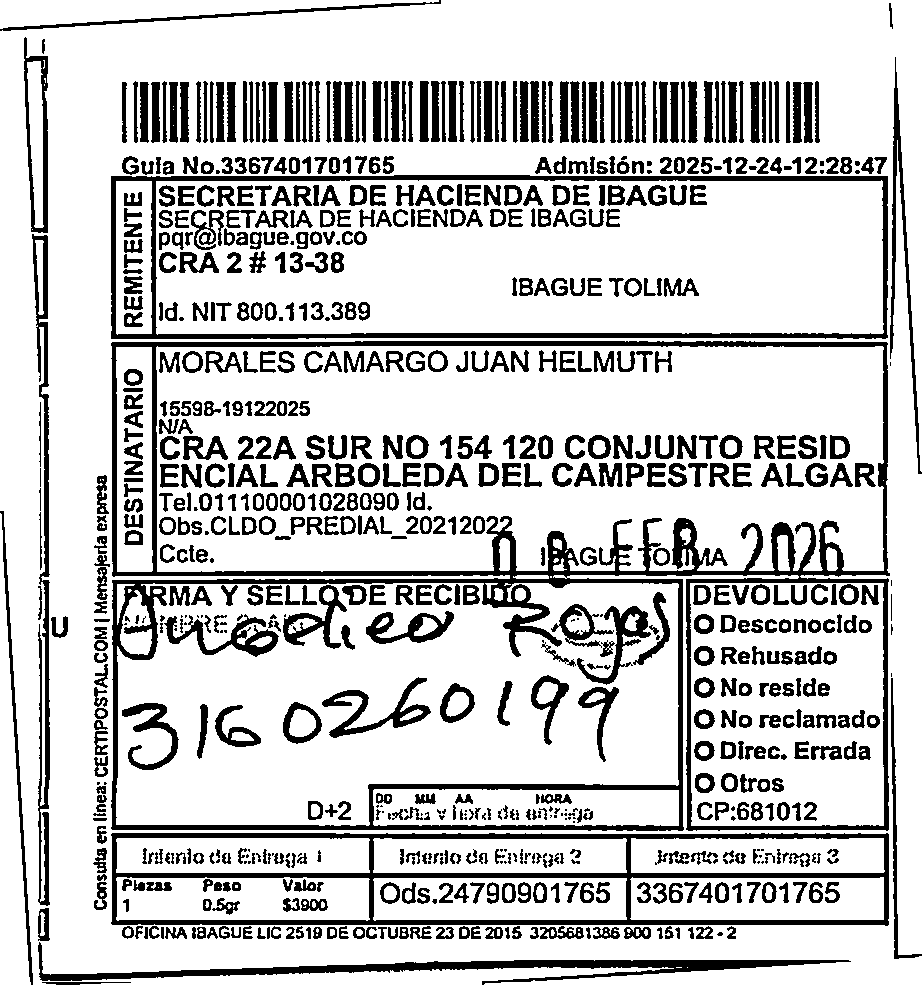 Guia No.3367401701765 Admisión: 2025-12-24-12:28:47
REMITENTE
SECRETARIA DE HACIENDA DE IBAGUE
SECRETARIA DE HACIENDA DE IBAGUE
pqr@ibague.gov.co
CRA 2 # 13-38
IBAGUE TOLIMA
Id. NIT 800.113.389
DESTINATARIO
MORALES CAMARGO JUAN HELMUTH
15598-19122025
N/A
CRA 22A SUR NO 154 120 CONJUNTO RESID
ENCIAL ARBOLEDA DEL CAMPESTRE ALGARI
Tel.011100001028090 Id.
Obs.CLDO_PREDIAL_20212022
Ccte. IBAGUE TOLIMA
08 FEB 2026
FIRMA Y SELLO DE RECIBIDO
Rojas
3160260199
D+2
DD MM AA HORA
Fecha y hora de entrega
DEVOLUCION
Desconocido
Rehusado
No reside
No reclamado
Direc. Errada
Otros
CP:681012
Intento de Entrega 1 Intento de Entrega 2 Intento de Entrega 3
Piezas Peso Valor
1 0.5gr $3900
Ods.24790901765 3367401701765
OFICINA IBAGUE LIC 2519 DE OCTUBRE 23 DE 2015 3205681386 900 151 122 - 2
Consulta en línea: CERTIPOSTAL.COM | Mensajería expresa
U